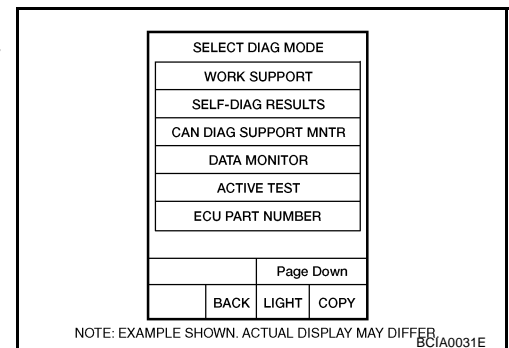 SELECT DIAG MODE
WORK SUPPORT
SELF-DIAG RESULTS
CAN DIAG SUPPORT MNTR
DATA MONITOR
ACTIVE TEST
ECU PART NUMBER
Page Down
BACK LIGHT COPY
NOTE: EXAMPLE SHOWN. ACTUAL DISPLAY MAY DIFFER.
BCIA0031E